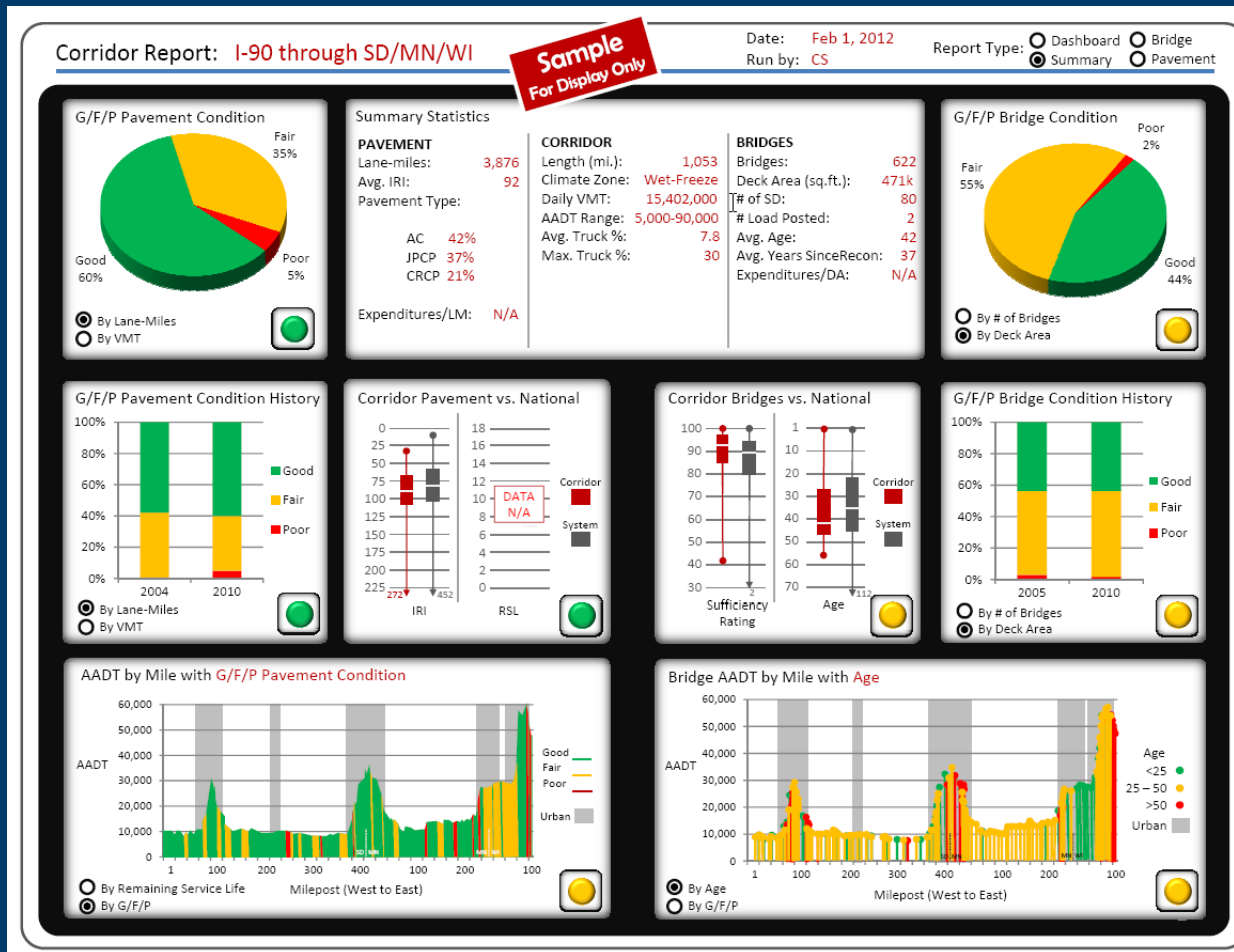 Corridor Report: I-90 through SD/MN/WI
Sample
For Display Only
Date: Feb 1, 2012
Run by: CS
Report Type: Dashboard Bridge
Summary Pavement
G/F/P Pavement Condition
Fair
35%
Good
60%
Poor
5%
By Lane-Miles
By VMT
Summary Statistics
PAVEMENT
Lane-miles: 3,876
Avg. IRI: 92
Pavement Type:
AC 42%
JPCP 37%
CRCP 21%
Expenditures/LM: N/A
CORRIDOR
Length (mi.): 1,053
Climate Zone: Wet-Freeze
Daily VMT: 15,402,000
AADT Range: 5,000-90,000
Avg. Truck %: 7.8
Max. Truck %: 30
BRIDGES
Bridges: 622
Deck Area (sq.ft.): 471k
# of SD: 80
# Load Posted: 2
Avg. Age: 42
Avg. Years SinceRecon: 37
Expenditures/DA: N/A
G/F/P Bridge Condition
Poor
2%
Fair
55%
Good
44%
By # of Bridges
By Deck Area
G/F/P Pavement Condition History
100%
80%
60%
40%
20%
0%
2004 2010
Good
Fair
Poor
By Lane-Miles
By VMT
Corridor Pavement vs. National
0
25
50
75
100
125
150
175
200
225
272 452
IRI
18
16
14
12
10
8
6
4
2
0
DATA
N/A
RSL
Corridor
System
Corridor Bridges vs. National
100
90
80
70
60
50
40
30
2
Sufficiency
Rating
1
10
20
30
40
50
60
70
112
Age
Corridor
System
G/F/P Bridge Condition History
100%
80%
60%
40%
20%
0%
2005 2010
Good
Fair
Poor
By # of Bridges
By Deck Area
AADT by Mile with G/F/P Pavement Condition
60,000
50,000
40,000
30,000
20,000
10,000
0
AADT
SD MN
MN WI
1 100 200 300 400 100 200 100
Milepost (West to East)
Good
Fair
Poor
Urban
By Remaining Service Life
By G/F/P
Bridge AADT by Mile with Age
60,000
50,000
40,000
30,000
20,000
10,000
0
AADT
SD MN
MN WI
1 100 200 300 400 100 200 100
Milepost (West to East)
Age
<25
25 – 50
>50
Urban
By Age
By G/F/P